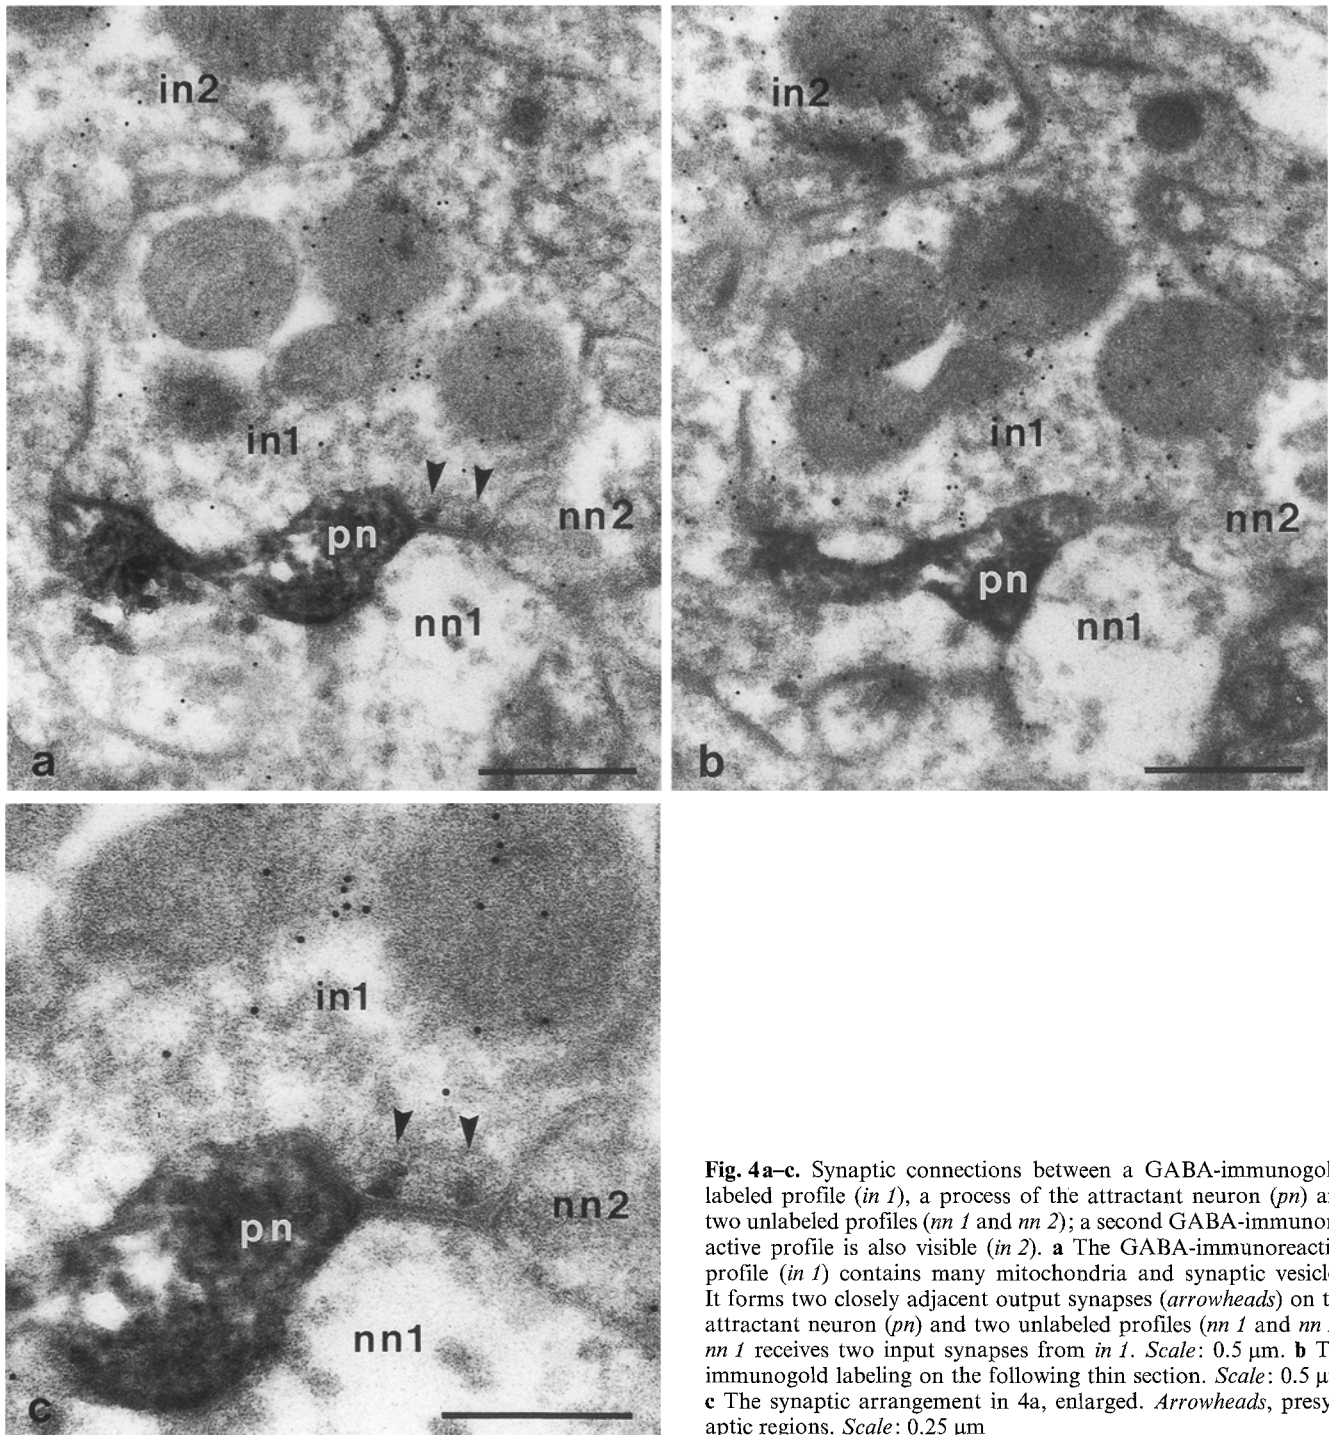 in2
in1
pn
nn2
nn1
a
in2
in1
pn
nn2
nn1
b
in1
pn
nn2
nn1
c
Fig. 4a–c. Synaptic connections between a GABA-immunogol
labeled profile (in 1), a process of the attractant neuron (pn) a
two unlabeled profiles (nn 1 and nn 2); a second GABA-immunor
active profile is also visible (in 2). a The GABA-immunoreacti
profile (in 1) contains many mitochondria and synaptic vesicl
It forms two closely adjacent output synapses (arrowheads) on t
attractant neuron (pn) and two unlabeled profiles (nn 1 and nn
nn 1 receives two input synapses from in 1. Scale: 0.5 μm. b T
immunogold labeling on the following thin section. Scale: 0.5 μ
c The synaptic arrangement in 4a, enlarged. Arrowheads, presy
aptic regions. Scale: 0.25 μm